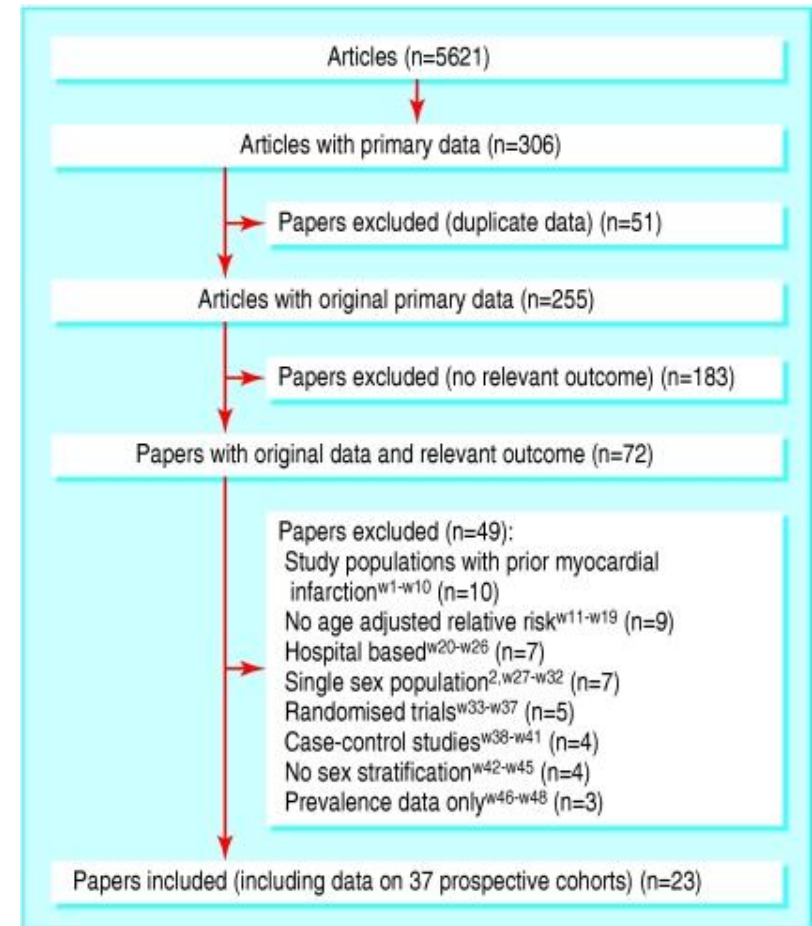 Articles (n=5621)
Articles with primary data (n=306)
Papers excluded (duplicate data) (n=51)
Articles with original primary data (n=255)
Papers excluded (no relevant outcome) (n=183)
Papers with original data and relevant outcome (n=72)
Papers excluded (n=49):
Study populations with prior myocardial
infarction^w1-w10 (n=10)
No age adjusted relative risk^w11-w19 (n=9)
Hospital based^w20-w26 (n=7)
Single sex population^2,w27-w32 (n=7)
Randomised trials^w33-w37 (n=5)
Case-control studies^w38-w41 (n=4)
No sex stratification^w42-w45 (n=4)
Prevalence data only^w46-w48 (n=3)
Papers included (including data on 37 prospective cohorts) (n=23)